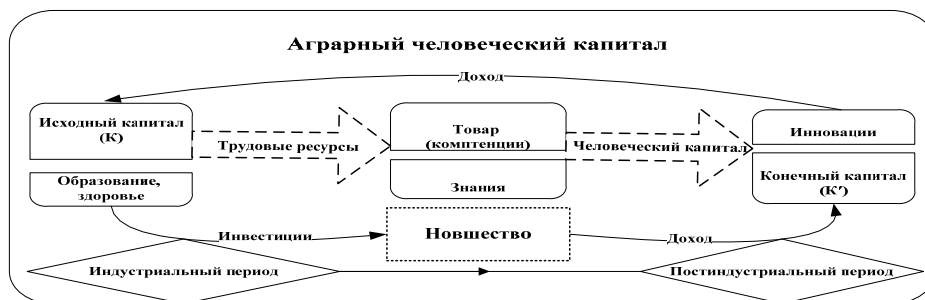 Аграрный человеческий капитал
Доход
Исходный капитал
(К)
Трудовые ресурсы
Товар
(комптенции)
Человеческий капитал
Инновации
Образование,
здоровье
Знания
Конечный капитал
(К')
Инвестиции
Новшество
Доход
Индустриальный период
Постиндустриальный период